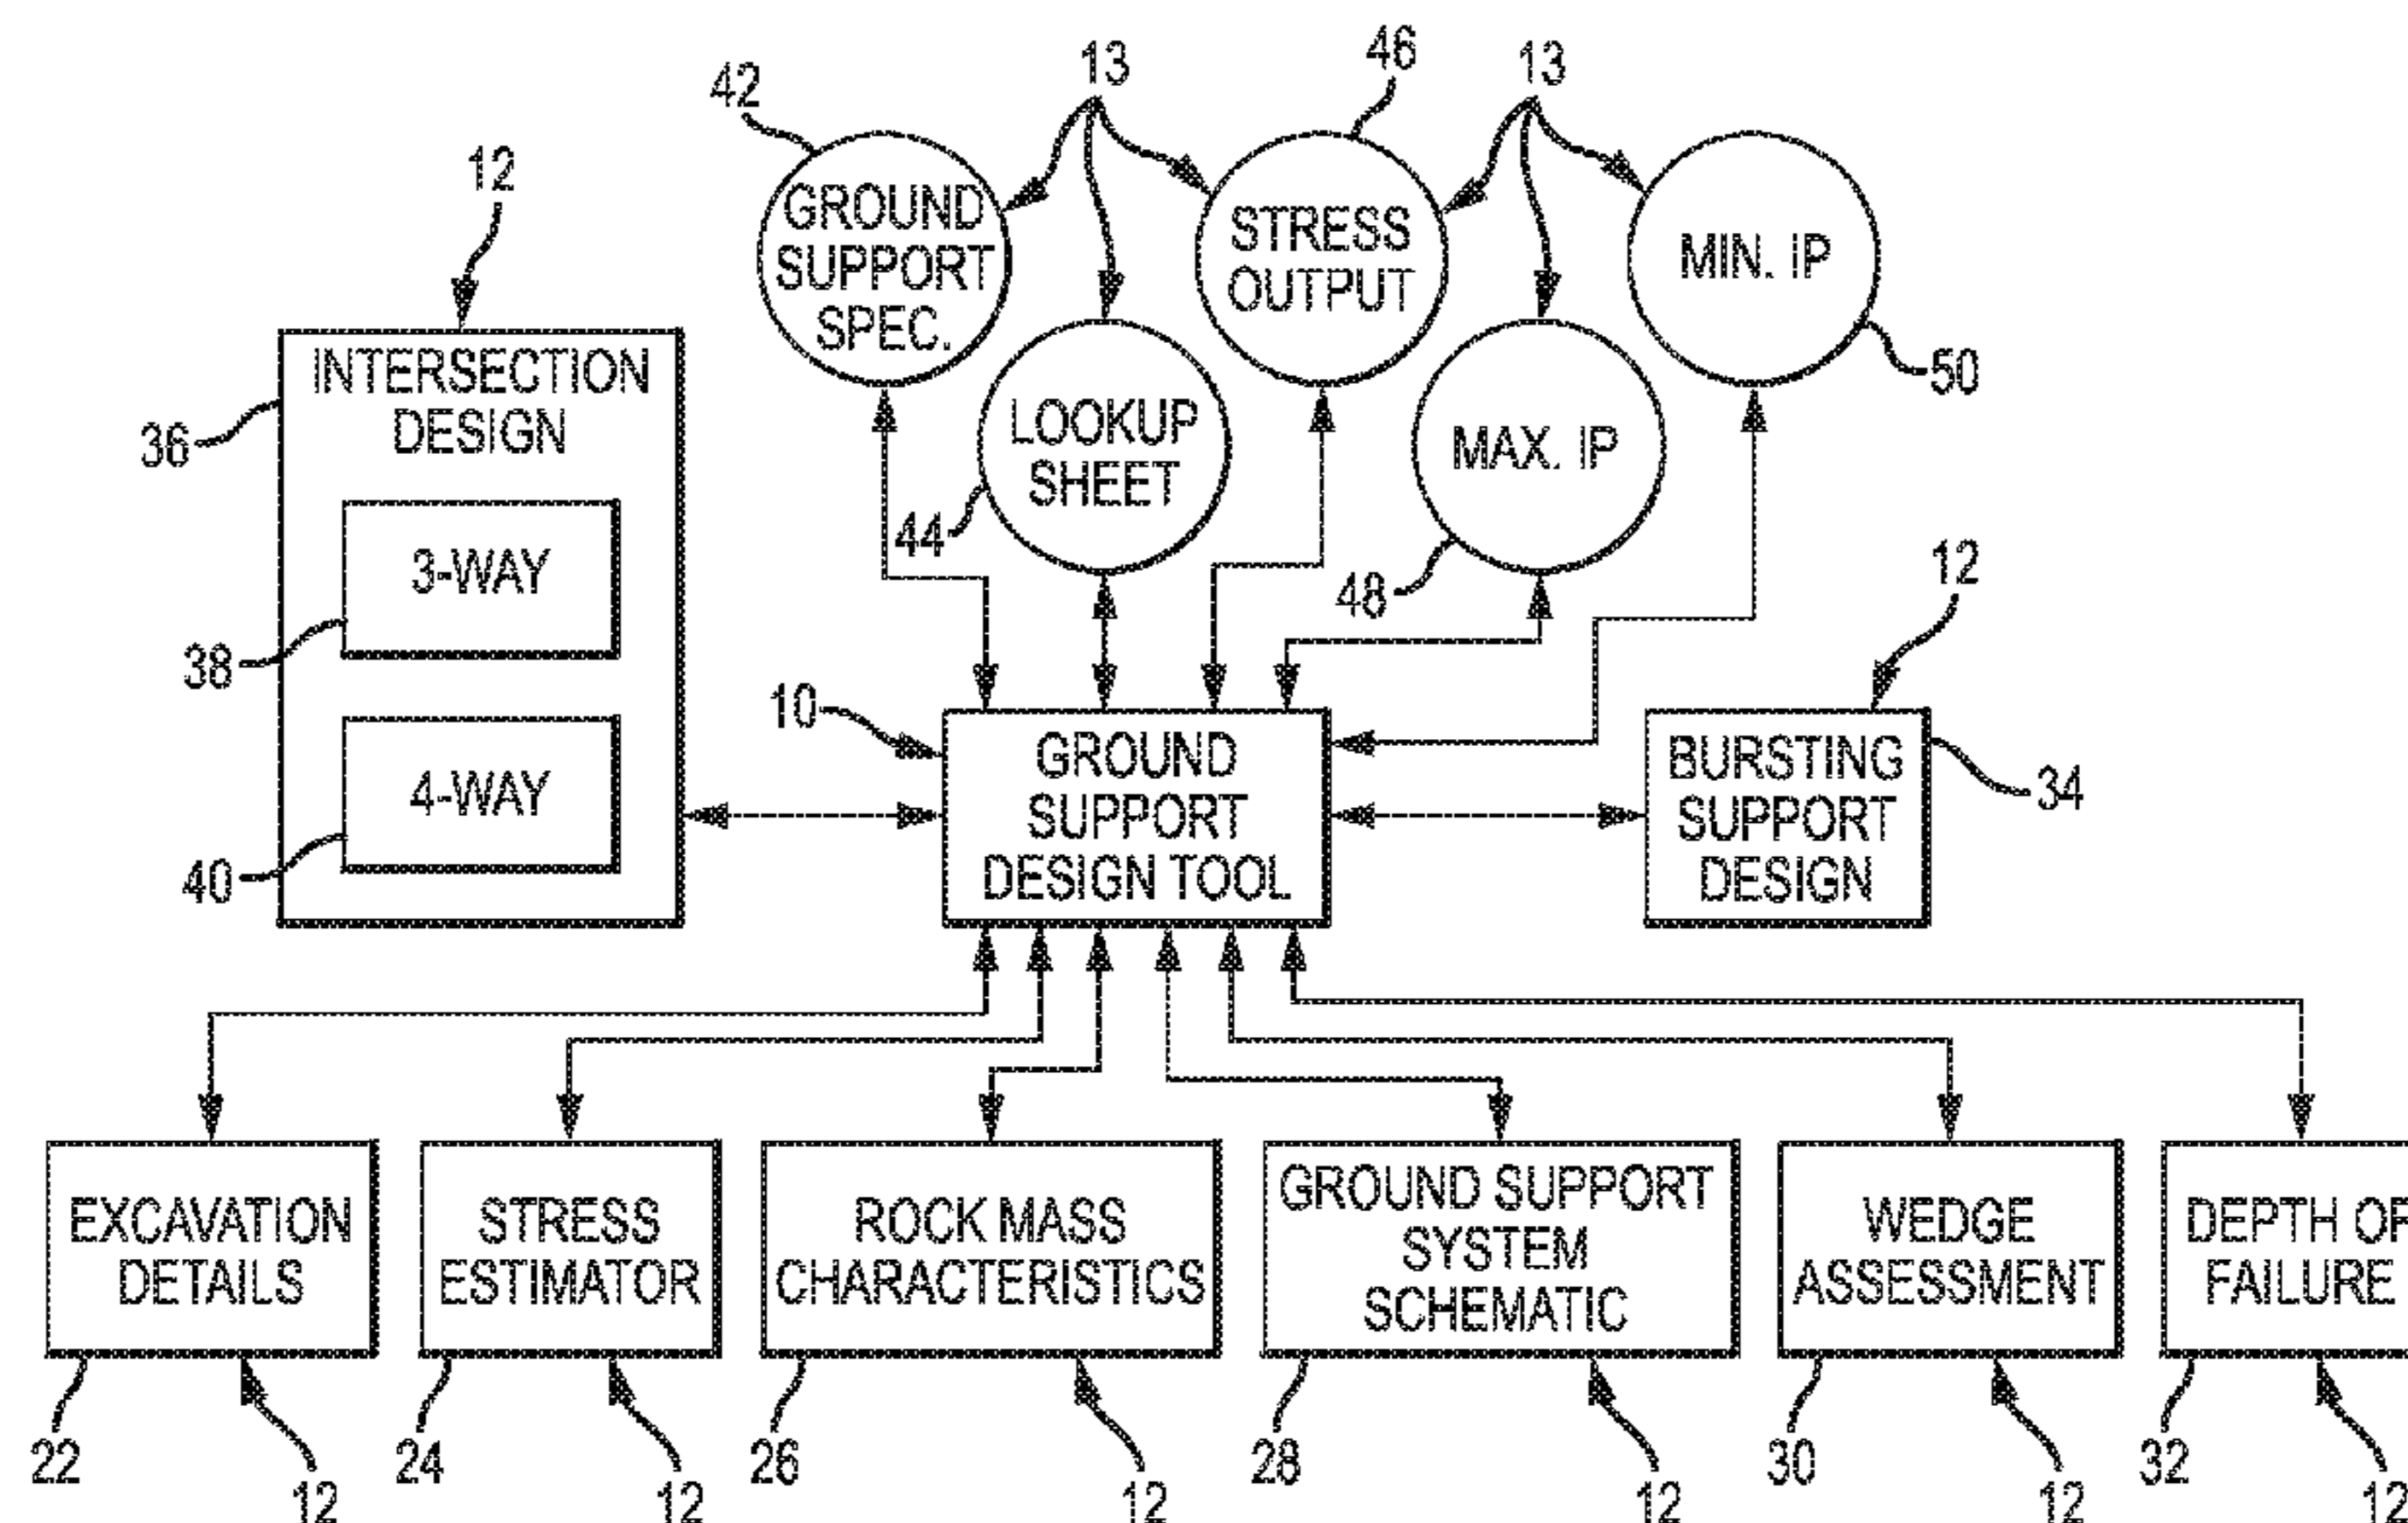 13
46
13
42
12
GROUND
SUPPORT
SPEC.
STRESS
OUTPUT
MIN. IP
INTERSECTION
DESIGN
36
50
LOOKUP
SHEET
MAX. IP
44
48
12
3-WAY
38
10
GROUND
SUPPORT
DESIGN TOOL
BURSTING
SUPPORT
DESIGN
34
4-WAY
40
EXCAVATION
DETAILS
STRESS
ESTIMATOR
ROCK MASS
CHARACTERISTICS
GROUND SUPPORT
SYSTEM
SCHEMATIC
WEDGE
ASSESSMENT
DEPTH OF
FAILURE
22
24
26
28
30
32
12
12
12
12
12
12